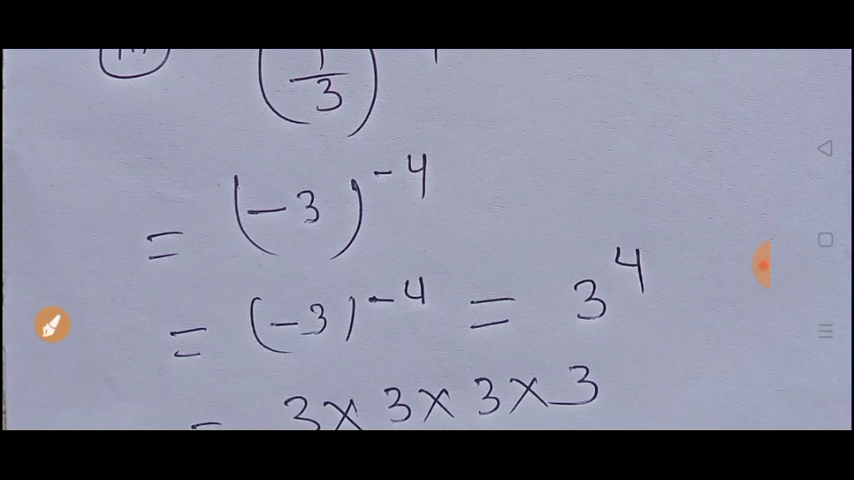 (1/3)
= (-3)^-4
= (-3)^-4 = 3^4
= 3 × 3 × 3 × 3